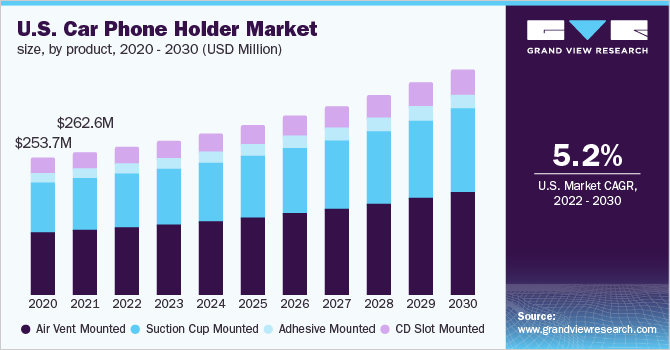 U.S. Car Phone Holder Market
size, by product, 2020 - 2030 (USD Million)
$253.7M
$262.6M
2020 2021 2022 2023 2024 2025 2026 2027 2028 2029 2030
Air Vent Mounted Suction Cup Mounted Adhesive Mounted CD Slot Mounted
GRAND VIEW RESEARCH
5.2%
U.S. Market CAGR,
2022 - 2030
Source:
www.grandviewresearch.com